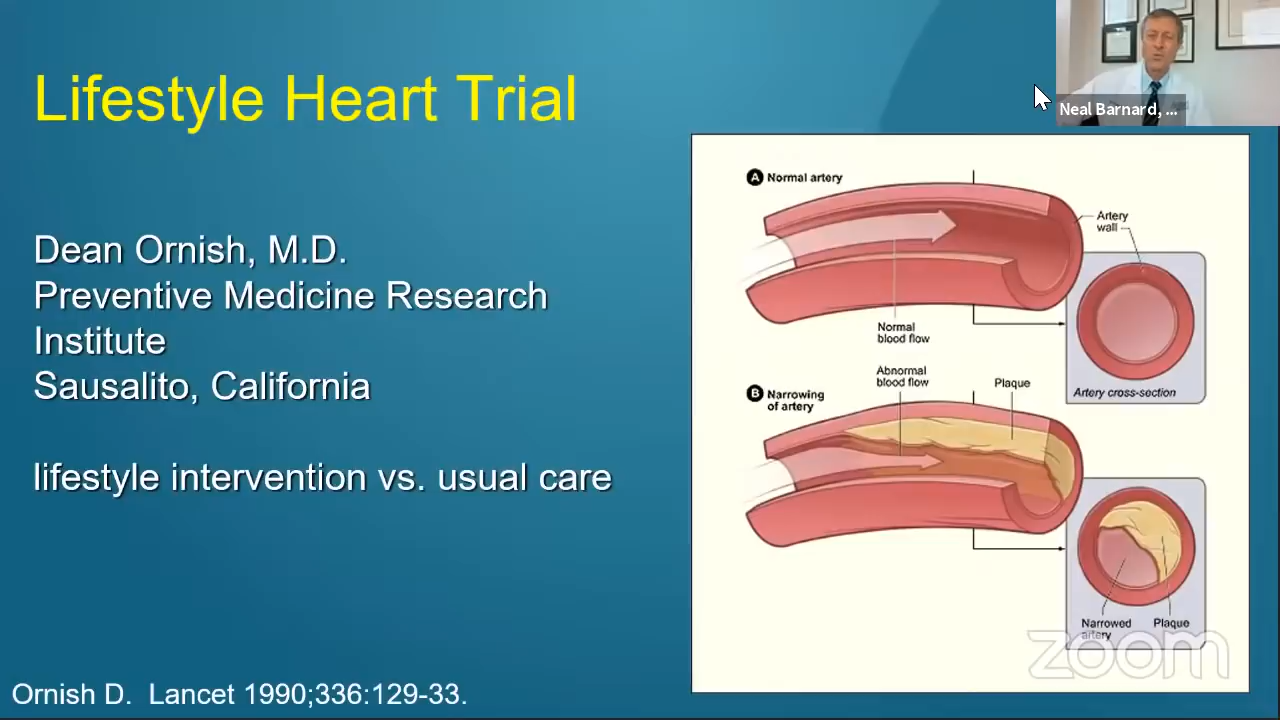 Lifestyle Heart Trial
Neal Barnard, ...
Dean Ornish, M.D.
Preventive Medicine Research
Institute
Sausalito, California
lifestyle intervention vs. usual care
A Normal artery
Artery
wall
Normal
blood flow
Artery cross-section
Abnormal
blood flow
Plaque
B Narrowing
of artery
Narrowed
artery
Plaque
zoom
Ornish D. Lancet 1990;336:129-33.